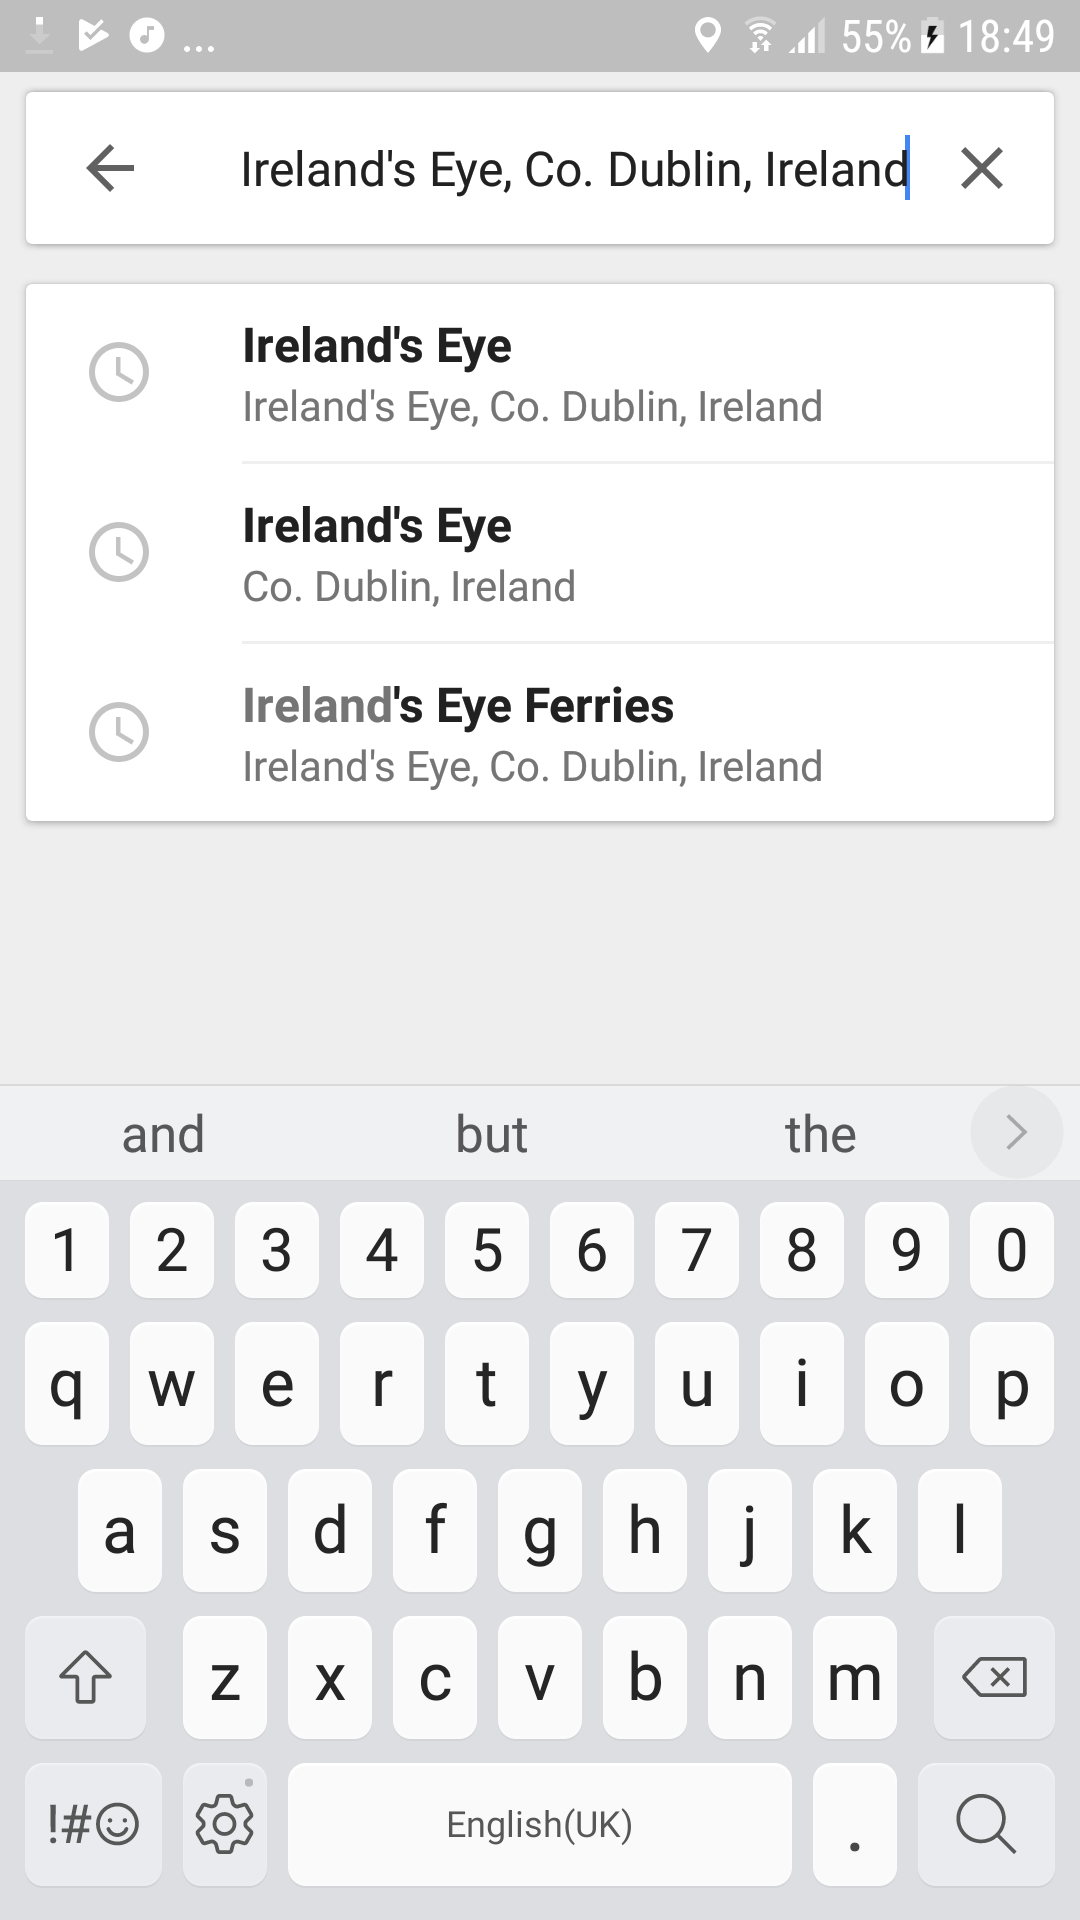 ... 55% 18:49
Ireland's Eye, Co. Dublin, Ireland
Ireland's Eye
Ireland's Eye, Co. Dublin, Ireland
Ireland's Eye
Co. Dublin, Ireland
Ireland's Eye Ferries
Ireland's Eye, Co. Dublin, Ireland
and but the
1 2 3 4 5 6 7 8 9 0
q w e r t y u i o p
a s d f g h j k l
z x c v b n m
!#☺ English(UK) .